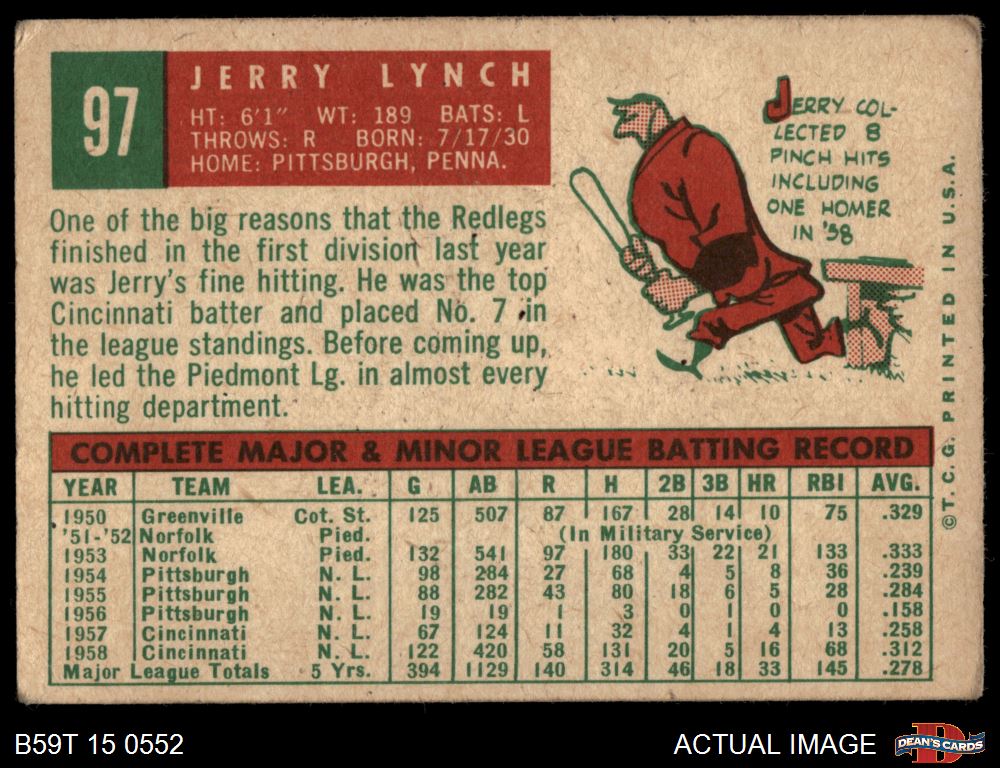 97
JERRY LYNCH
HT: 6'1" WT: 189 BATS: L
THROWS: R BORN: 7/17/30
HOME: PITTSBURGH, PENNA.
One of the big reasons that the Redlegs
finished in the first division last year
was Jerry's fine hitting. He was the top
Cincinnati batter and placed No. 7 in
the league standings. Before coming up,
he led the Piedmont Lg. in almost every
hitting department.
JERRY COL-
LECTED 8
PINCH HITS
INCLUDING
ONE HOMER
IN '58
©T.C.G. PRINTED IN U.S.A.
COMPLETE MAJOR & MINOR LEAGUE BATTING RECORD
YEAR TEAM LEA. G AB R H 2B 3B HR RBI AVG.
1950 Greenville Cot. St. 125 507 87 167 28 14 10 75 .329
'51-'52 Norfolk Pied. (In Military Service)
1953 Norfolk Pied. 132 541 97 180 33 22 21 133 .333
1954 Pittsburgh N. L. 98 284 27 68 4 5 8 36 .239
1955 Pittsburgh N. L. 88 282 43 80 18 6 5 28 .284
1956 Pittsburgh N. L. 19 19 1 3 0 1 0 0 .158
1957 Cincinnati N. L. 67 124 11 32 4 1 4 13 .258
1958 Cincinnati N. L. 122 420 58 131 20 5 16 68 .312
Major League Totals 5 Yrs. 394 1129 140 314 46 18 33 145 .278
B59T 15 0552
ACTUAL IMAGE
D
DEAN'S CARDS